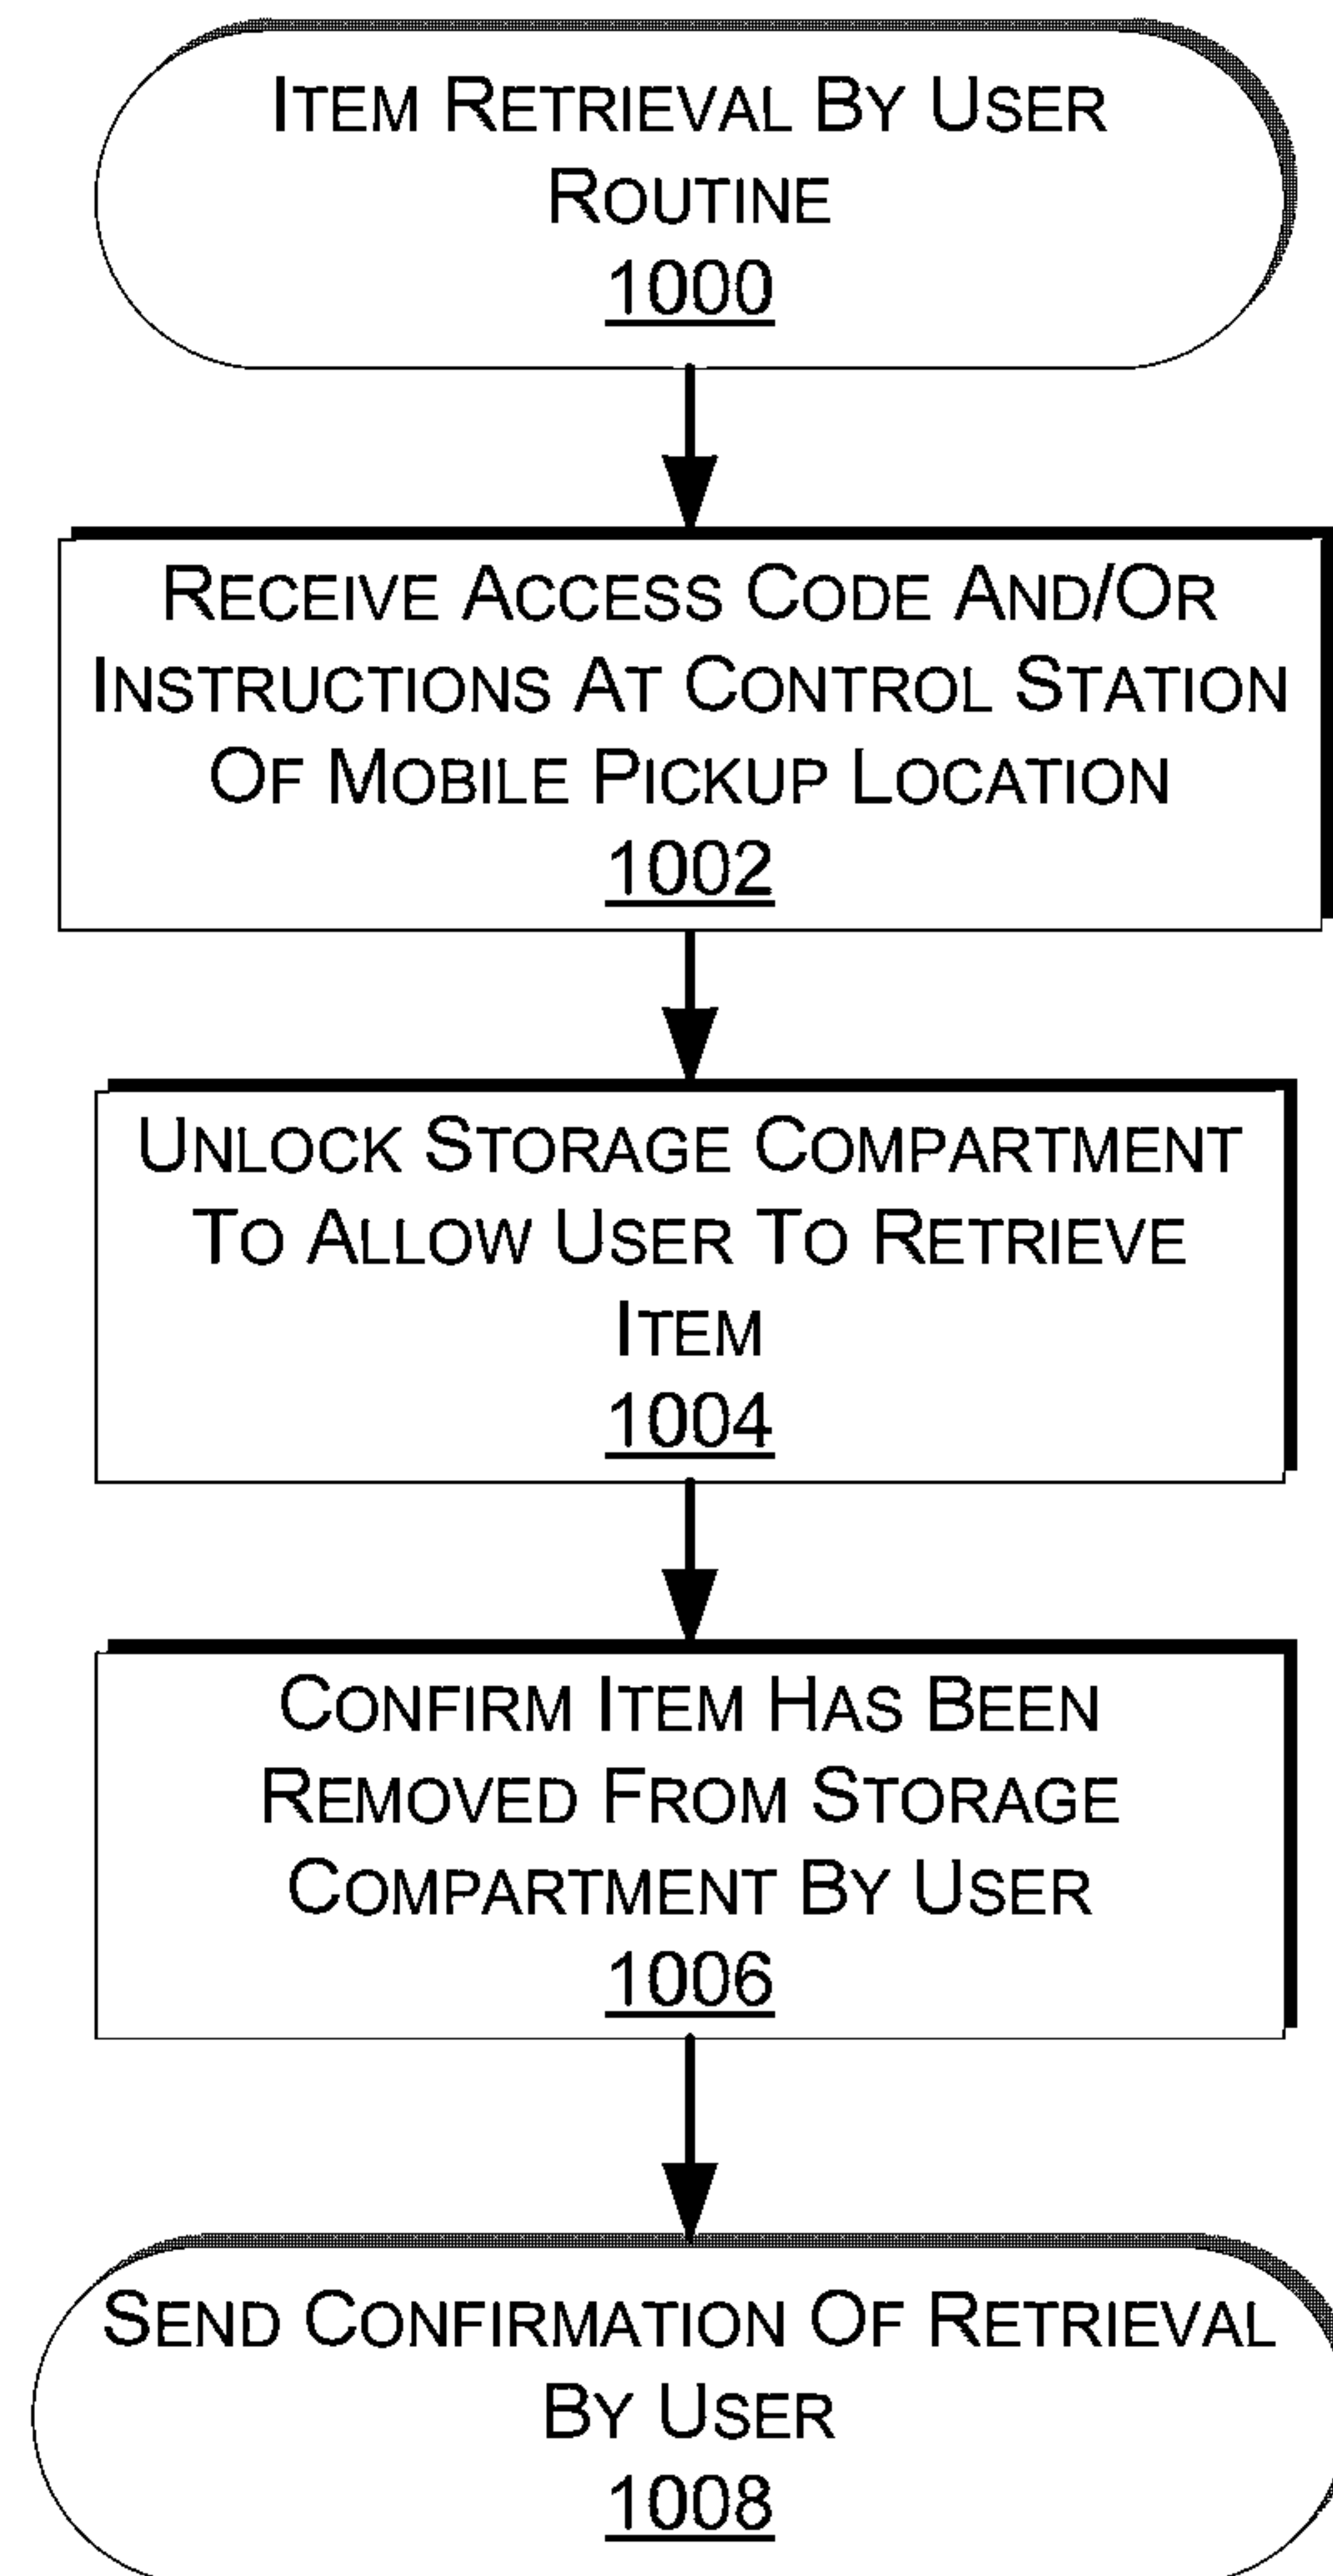 ITEM RETRIEVAL BY USER
ROUTINE
1000
RECEIVE ACCESS CODE AND/OR
INSTRUCTIONS AT CONTROL STATION
OF MOBILE PICKUP LOCATION
1002
UNLOCK STORAGE COMPARTMENT
TO ALLOW USER TO RETRIEVE
ITEM
1004
CONFIRM ITEM HAS BEEN
REMOVED FROM STORAGE
COMPARTMENT BY USER
1006
SEND CONFIRMATION OF RETRIEVAL
BY USER
1008